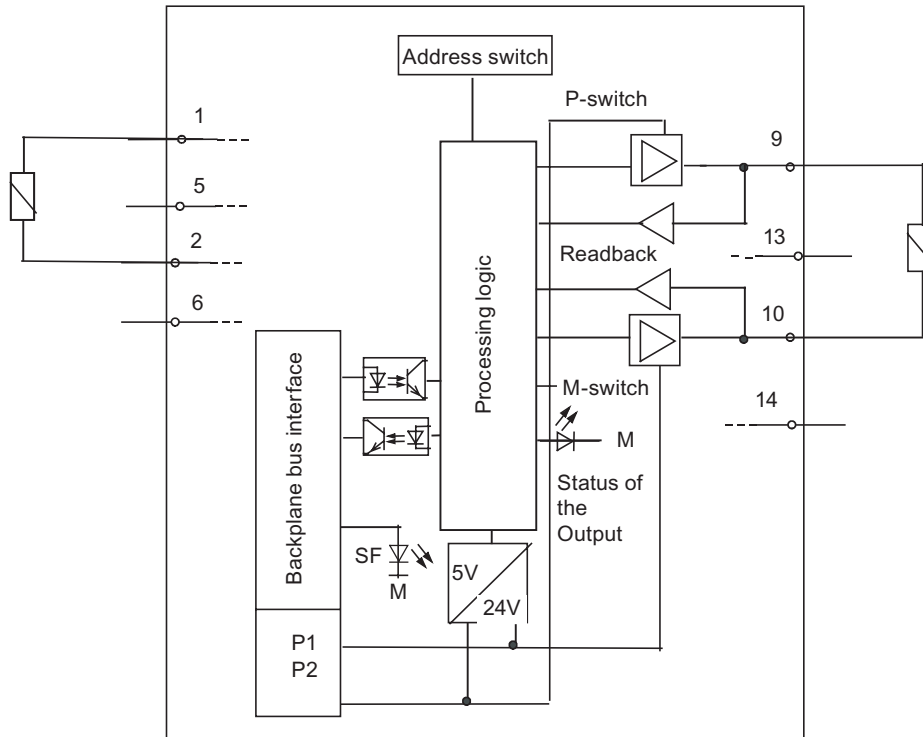 Address switch
P-switch
1
9
5
13
Readback
2
10
6
Processing logic
Backplane bus interface
M-switch
14
M
Status of
the
Output
SF
M
5V
24V
P1
P2